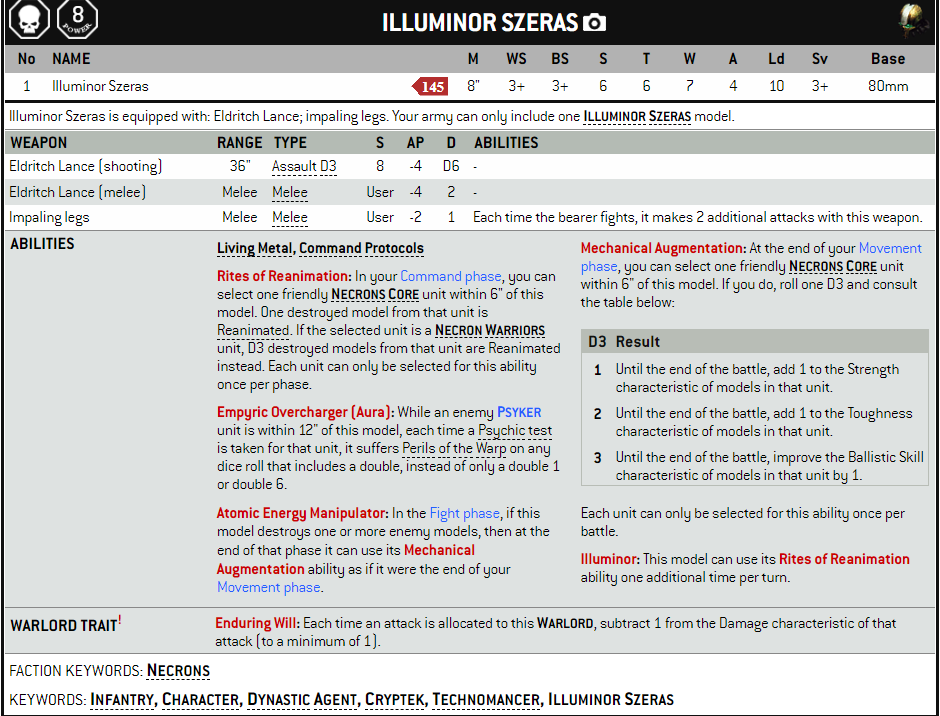 8
POWER
ILLUMINOR SZERAS
No NAME M WS BS S T W A Ld Sv Base
1 Illuminor Szeras 145 8" 3+ 3+ 6 6 7 4 10 3+ 80mm
Illuminor Szeras is equipped with: Eldritch Lance; impaling legs. Your army can only include one ILLUMINOR SZERAS model.
WEAPON RANGE TYPE S AP D ABILITIES
Eldritch Lance (shooting) 36" Assault D3 8 -4 D6 -
Eldritch Lance (melee) Melee Melee User -4 2 -
Impaling legs Melee Melee User -2 1 Each time the bearer fights, it makes 2 additional attacks with this weapon.
ABILITIES
Living Metal, Command Protocols
Rites of Reanimation: In your Command phase, you can
select one friendly NECRONS CORE unit within 6" of this
model. One destroyed model from that unit is
Reanimated. If the selected unit is a NECRON WARRIORS
unit, D3 destroyed models from that unit are Reanimated
instead. Each unit can only be selected for this ability
once per phase.
Empyric Overcharger (Aura): While an enemy PSYKER
unit is within 12" of this model, each time a Psychic test
is taken for that unit, it suffers Perils of the Warp on any
dice roll that includes a double, instead of only a double 1
or double 6.
Atomic Energy Manipulator: In the Fight phase, if this
model destroys one or more enemy models, then at the
end of that phase it can use its Mechanical
Augmentation ability as if it were the end of your
Movement phase.
Mechanical Augmentation: At the end of your Movement
phase, you can select one friendly NECRONS CORE unit
within 6" of this model. If you do, roll one D3 and consult
the table below:
D3 Result
1 Until the end of the battle, add 1 to the Strength
characteristic of models in that unit.
2 Until the end of the battle, add 1 to the Toughness
characteristic of models in that unit.
3 Until the end of the battle, improve the Ballistic Skill
characteristic of models in that unit by 1.
Each unit can only be selected for this ability once per
battle.
Illuminor: This model can use its Rites of Reanimation
ability one additional time per turn.
WARLORD TRAIT!
Enduring Will: Each time an attack is allocated to this WARLORD, subtract 1 from the Damage characteristic of that
attack (to a minimum of 1).
FACTION KEYWORDS: NECRONS
KEYWORDS: INFANTRY, CHARACTER, DYNASTIC AGENT, CRYPTEK, TECHNOMANCER, ILLUMINOR SZERAS